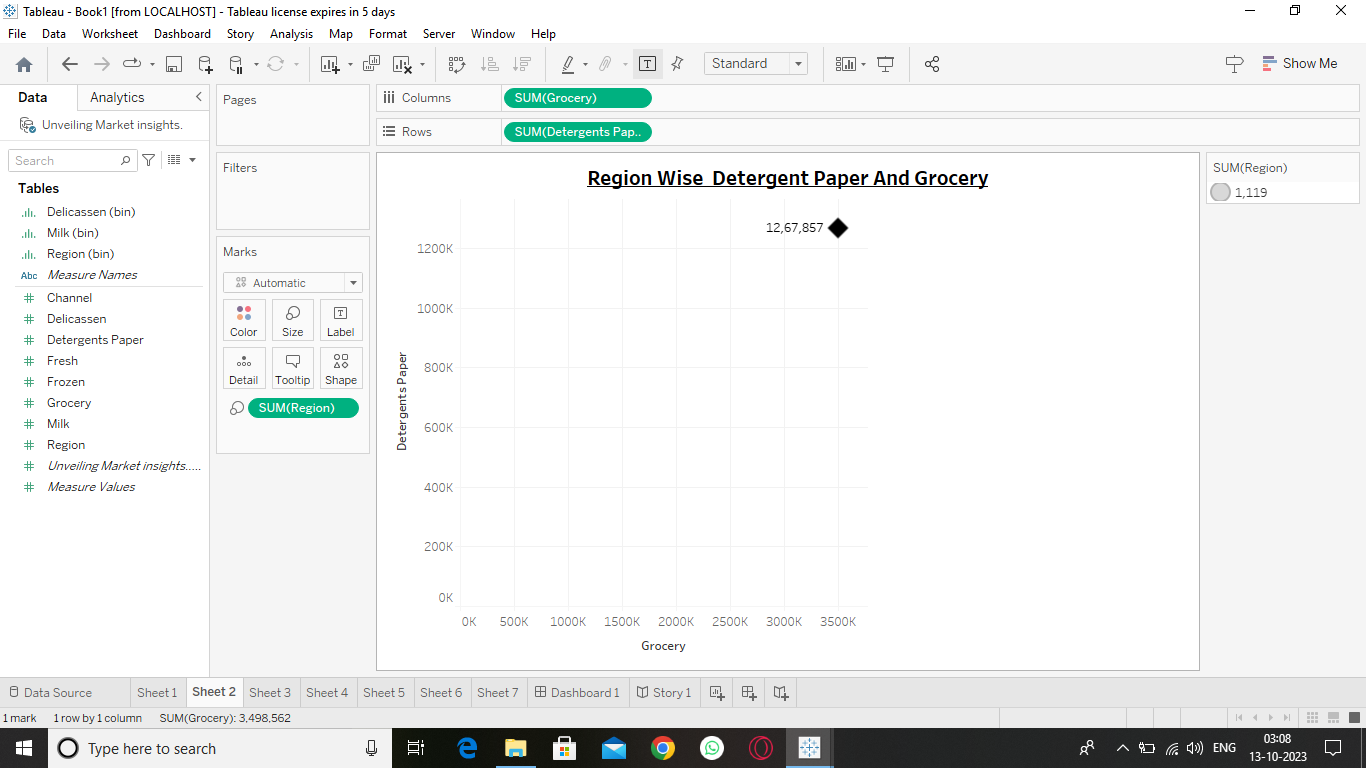 Tableau - Book1 [from LOCALHOST] - Tableau license expires in 5 days
File Data Worksheet Dashboard Story Analysis Map Format Server Window Help
Standard
Show Me
Data Analytics
Unveiling Market insights.
Search
Tables
Delicassen (bin)
Milk (bin)
Region (bin)
Abc Measure Names
Channel
Delicassen
Detergents Paper
Fresh
Frozen
Grocery
Milk
Region
Unveiling Market insights.....
Measure Values
Pages
Filters
Marks
Automatic
Color Size Label
Detail Tooltip Shape
SUM(Region)
Columns SUM(Grocery)
Rows SUM(Detergents Pap..
Region Wise  Detergent Paper And Grocery
12,67,857
1200K
1000K
800K
600K
400K
200K
0K
Detergents Paper
0K 500K 1000K 1500K 2000K 2500K 3000K 3500K
Grocery
SUM(Region)
1,119
Data Source Sheet 1 Sheet 2 Sheet 3 Sheet 4 Sheet 5 Sheet 6 Sheet 7 Dashboard 1 Story 1
1 mark 1 row by 1 column SUM(Grocery): 3,498,562
Type here to search
ENG
03:08
13-10-2023